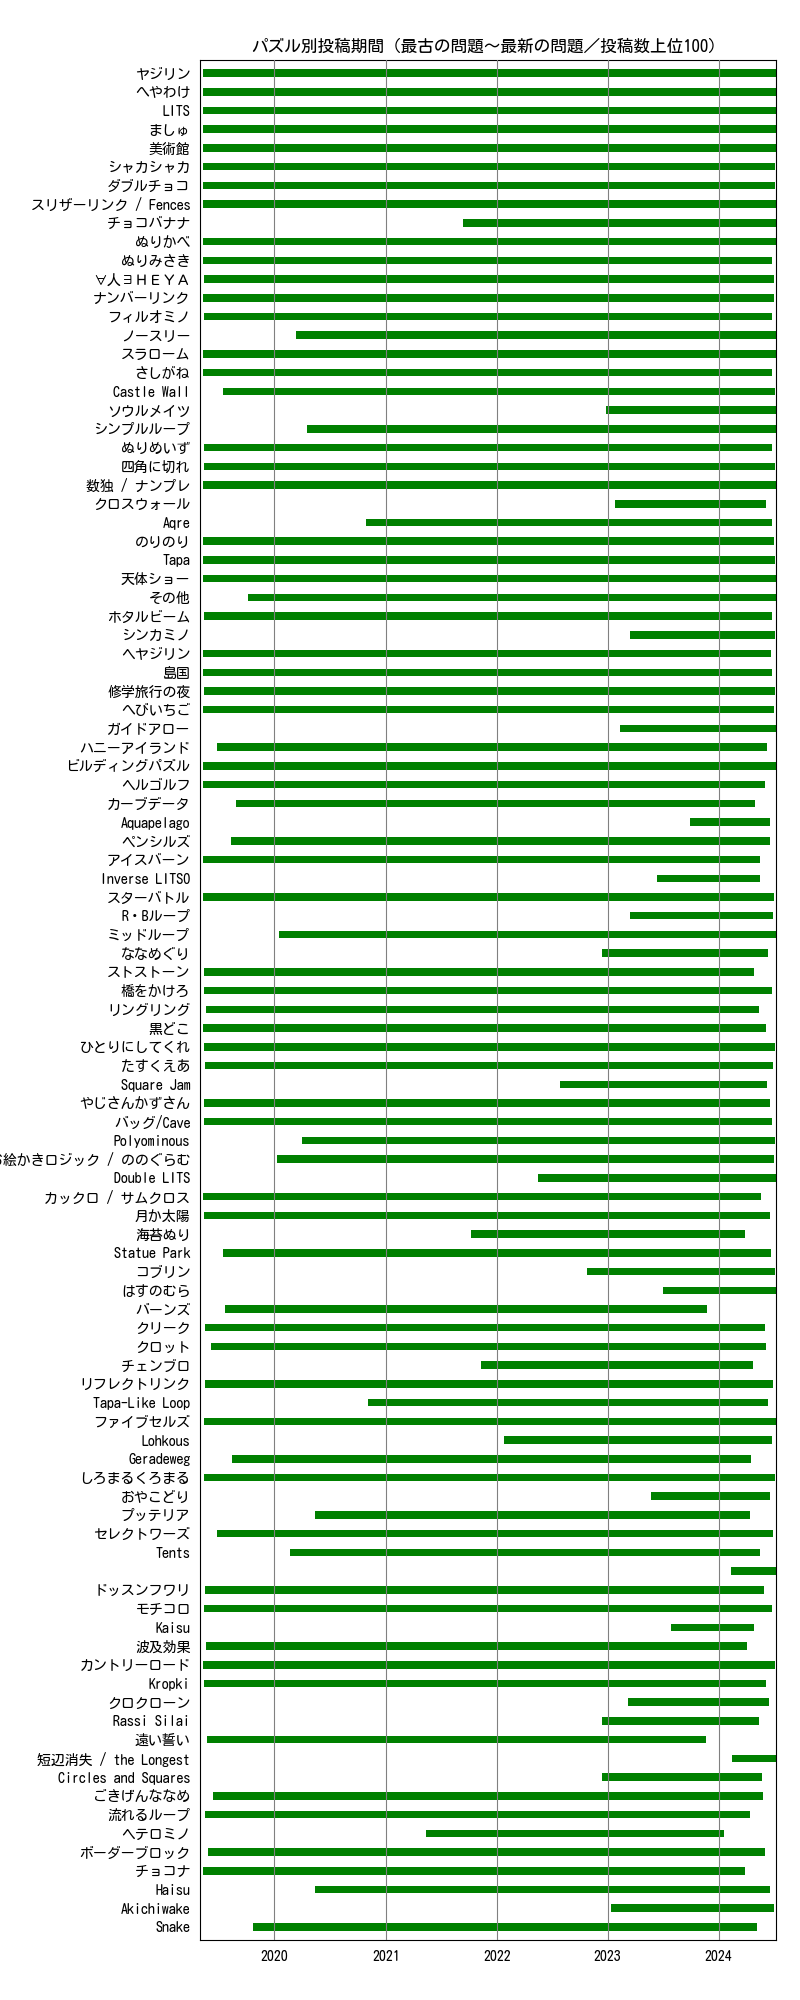 パズル別投稿期間（最古の問題～最新の問題／投稿数上位100）
ヤジリン
へやわけ
LITS
ましゅ
美術館
シャカシャカ
ダブルチョコ
スリザーリンク / Fences
チョコバナナ
ぬりかべ
ぬりみさき
∀人∃ＨＥＹＡ
ナンバーリンク
フィルオミノ
ノースリー
スラローム
さしがね
Castle Wall
ソウルメイツ
シンプルループ
ぬりめいず
四角に切れ
数独 / ナンプレ
クロスウォール
Aqre
のりのり
Tapa
天体ショー
その他
ホタルビーム
シンカミノ
ヘヤジリン
島国
修学旅行の夜
へびいちご
ガイドアロー
ハニーアイランド
ビルディングパズル
ヘルゴルフ
カーブデータ
Aquapelago
ペンシルズ
アイスバーン
Inverse LITSO
スターバトル
R・Bループ
ミッドループ
ななめぐり
ストストーン
橋をかけろ
リングリング
黒どこ
ひとりにしてくれ
たすくえあ
Square Jam
やじさんかずさん
バッグ/Cave
Polyominous
絵かきロジック / ののぐらむ
Double LITS
カックロ / サムクロス
月か太陽
海苔ぬり
Statue Park
コブリン
はすのむら
バーンズ
クリーク
クロット
チェンブロ
リフレクトリンク
Tapa-Like Loop
ファイブセルズ
Lohkous
Geradeweg
しろまるくろまる
おやこどり
プッテリア
セレクトワーズ
Tents
ドッスンフワリ
モチコロ
Kaisu
波及効果
カントリーロード
Kropki
クロクローン
Rassi Silai
遠い誓い
短辺消失 / the Longest
Circles and Squares
ごきげんななめ
流れるループ
ヘテロミノ
ボーダーブロック
チョコナ
Haisu
Akichiwake
Snake
2020 2021 2022 2023 2024